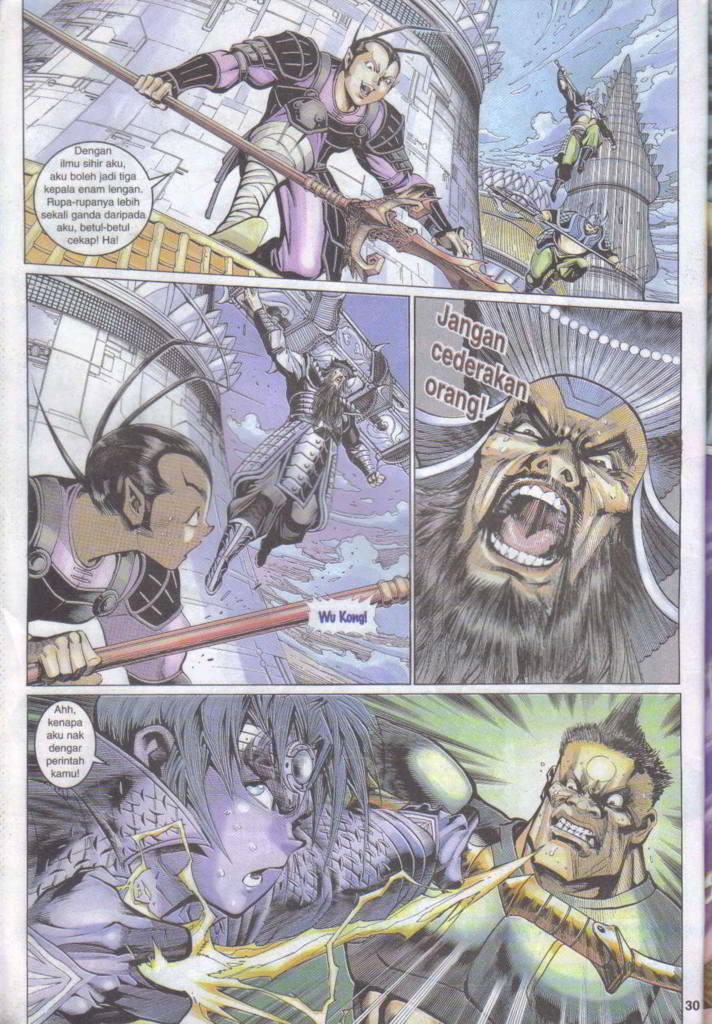 Dengan
ilmu sihir aku,
aku boleh jadi tiga
kepala enam lengan.
Rupa-rupanya lebih
sekali ganda daripada
aku, betul-betul
cekap! Ha!
Wu Kong!
Jangan
cederakan
orang!
Ahh,
kenapa
aku nak
dengar
perintah
kamu!
30